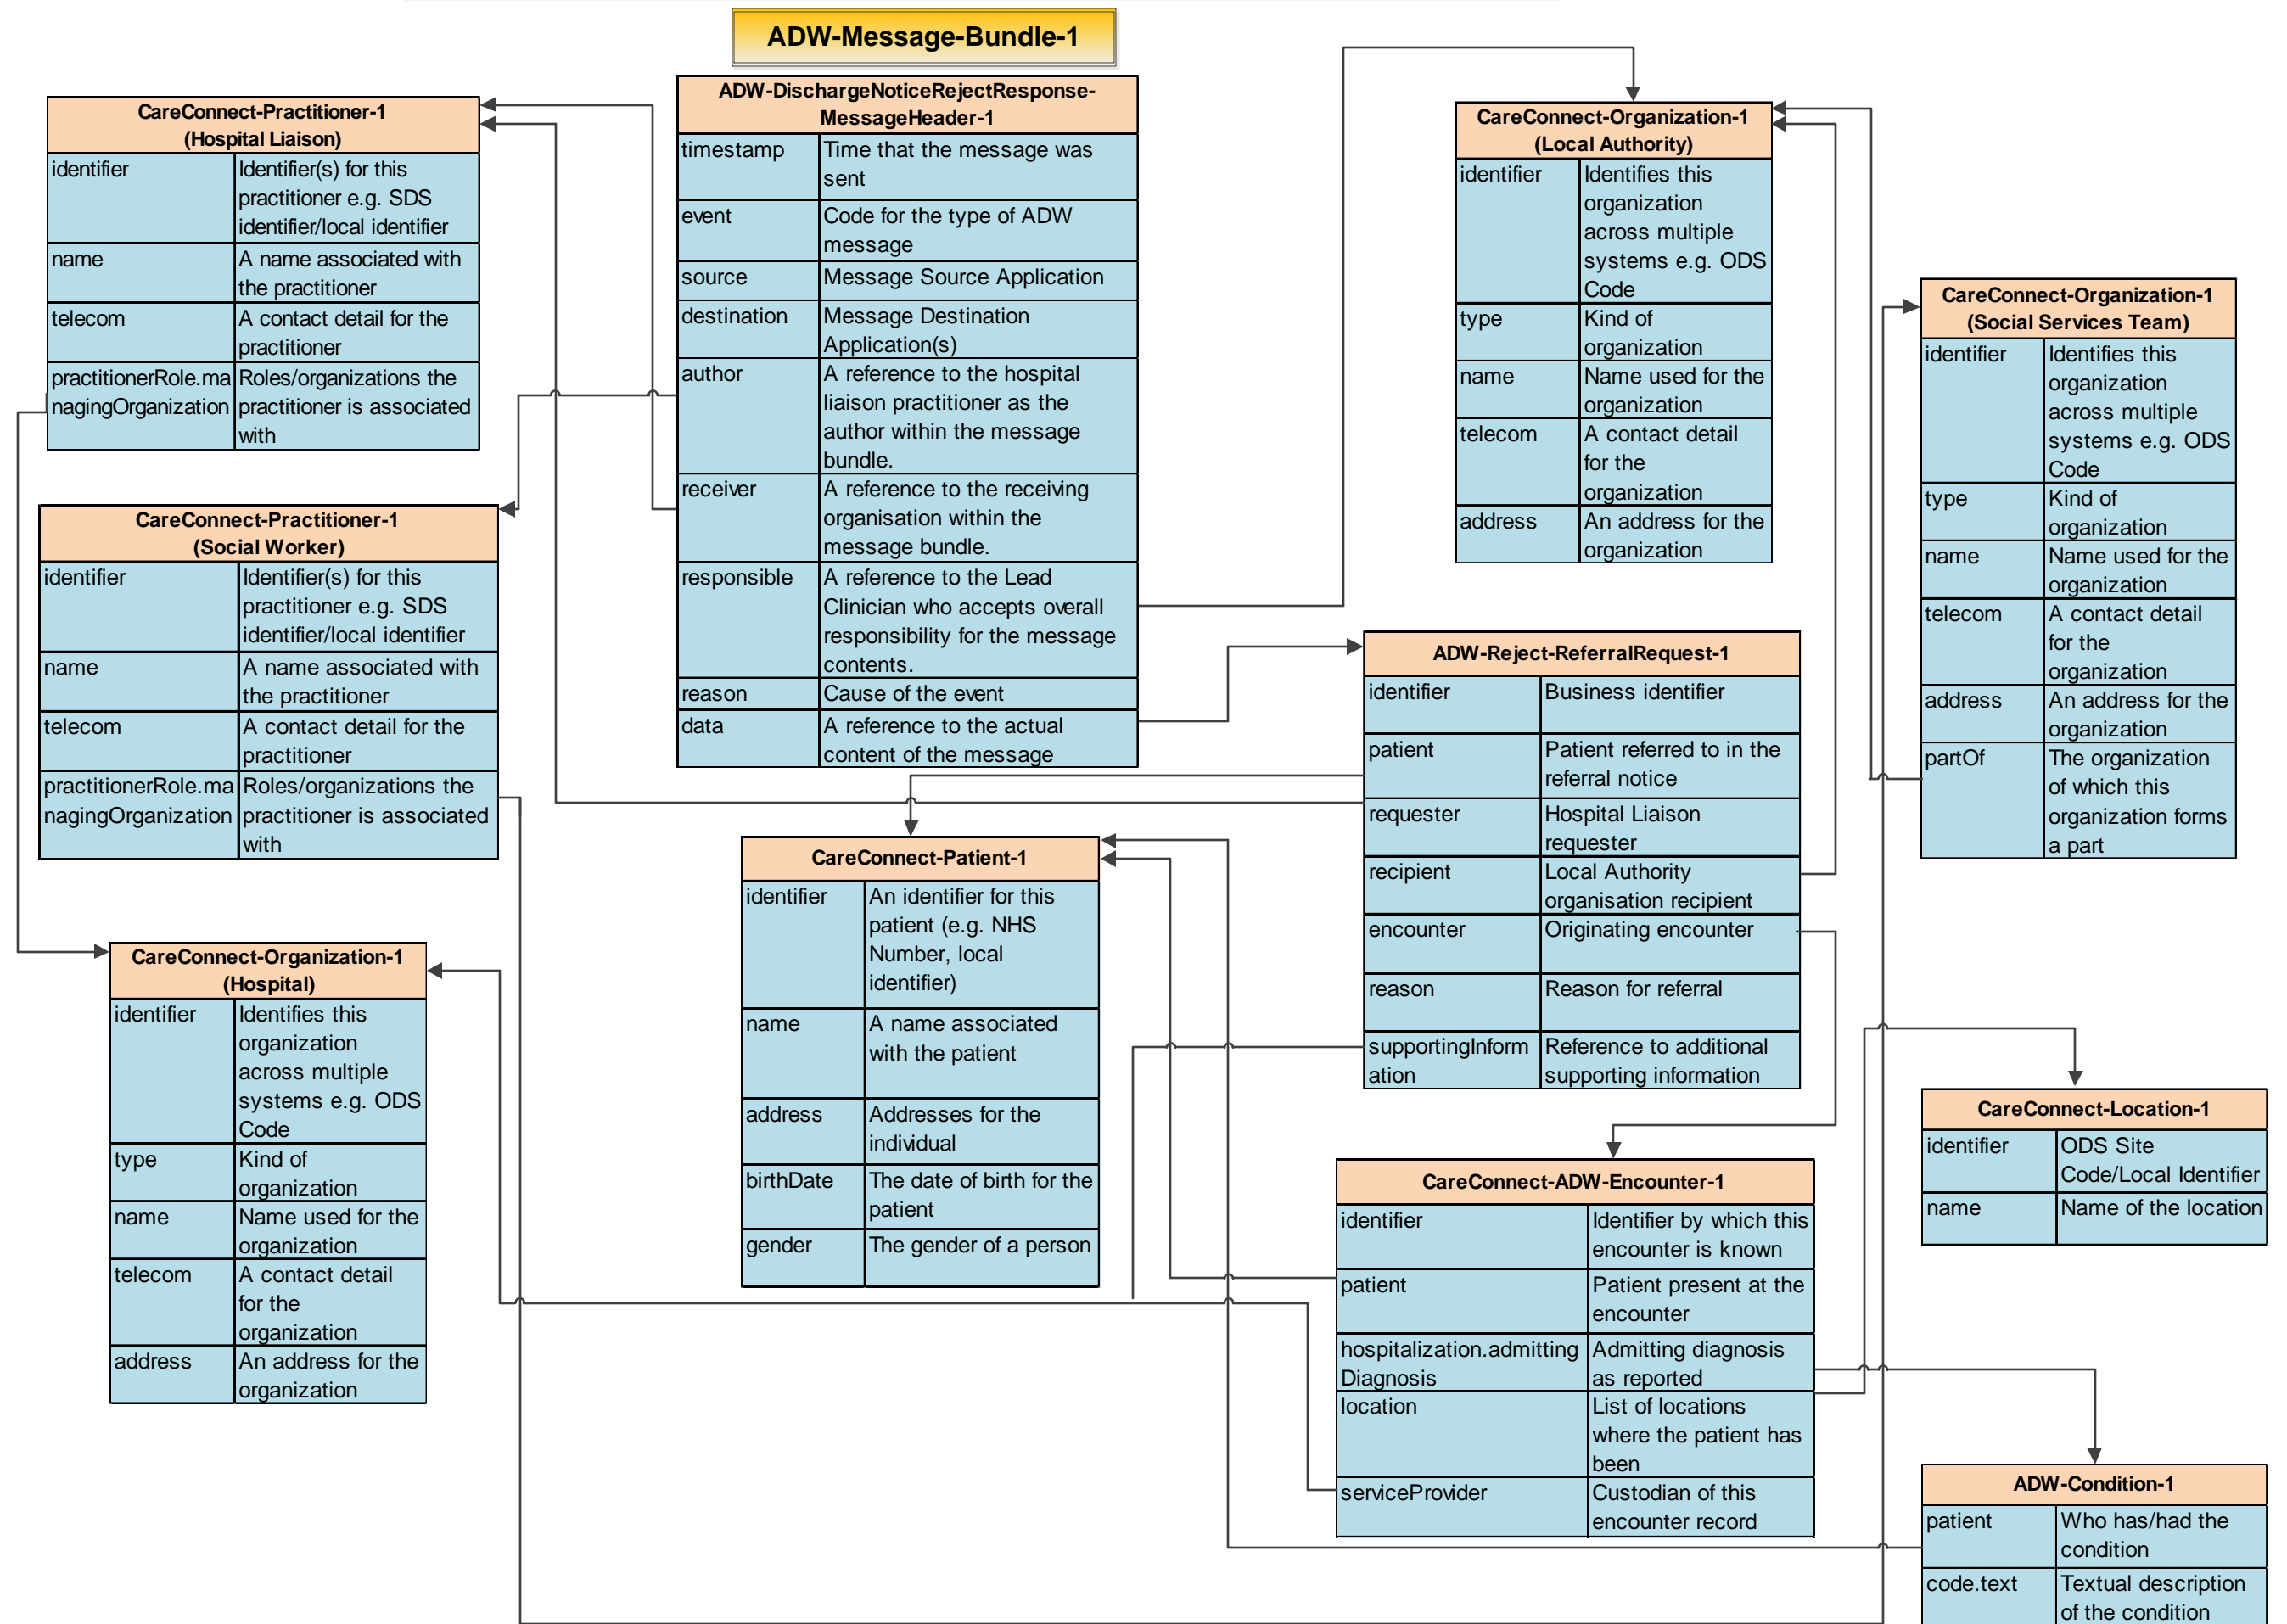 ADW-Message-Bundle-1
CareConnect-Practitioner-1
(Hospital Liaison)
identifier
Identifier(s) for this
practitioner e.g. SDS
identifier/local identifier
name
A name associated with
the practitioner
telecom
A contact detail for the
practitioner
practitionerRole.ma
nagingOrganization
Roles/organizations the
practitioner is associated
with
ADW-DischargeNoticeRejectResponse-
MessageHeader-1
timestamp
Time that the message was
sent
event
Code for the type of ADW
message
source
Message Source Application
destination
Message Destination
Application(s)
author
A reference to the hospital
liaison practitioner as the
author within the message
bundle.
receiver
A reference to the receiving
organisation within the
message bundle.
responsible
A reference to the Lead
Clinician who accepts overall
responsibility for the message
contents.
reason
Cause of the event
data
A reference to the actual
content of the message
CareConnect-Organization-1
(Local Authority)
identifier
Identifies this
organization
across multiple
systems e.g. ODS
Code
type
Kind of
organization
name
Name used for the
organization
telecom
A contact detail
for the
organization
address
An address for the
organization
CareConnect-Organization-1
(Social Services Team)
identifier
Identifies this
organization
across multiple
systems e.g. ODS
Code
type
Kind of
organization
name
Name used for the
organization
telecom
A contact detail
for the
organization
address
An address for the
organization
partOf
The organization
of which this
organization forms
a part
CareConnect-Practitioner-1
(Social Worker)
identifier
Identifier(s) for this
practitioner e.g. SDS
identifier/local identifier
name
A name associated with
the practitioner
telecom
A contact detail for the
practitioner
practitionerRole.ma
nagingOrganization
Roles/organizations the
practitioner is associated
with
ADW-Reject-ReferralRequest-1
identifier
Business identifier
patient
Patient referred to in the
referral notice
requester
Hospital Liaison
requester
recipient
Local Authority
organisation recipient
encounter
Originating encounter
reason
Reason for referral
supportingInform
ation
Reference to additional
supporting information
CareConnect-Patient-1
identifier
An identifier for this
patient (e.g. NHS
Number, local
identifier)
name
A name associated
with the patient
address
Addresses for the
individual
birthDate
The date of birth for the
patient
gender
The gender of a person
CareConnect-Organization-1
(Hospital)
identifier
Identifies this
organization
across multiple
systems e.g. ODS
Code
type
Kind of
organization
name
Name used for the
organization
telecom
A contact detail
for the
organization
address
An address for the
organization
CareConnect-Location-1
identifier
ODS Site
Code/Local Identifier
name
Name of the location
CareConnect-ADW-Encounter-1
identifier
Identifier by which this
encounter is known
patient
Patient present at the
encounter
hospitalization.admitting
Diagnosis
Admitting diagnosis
as reported
location
List of locations
where the patient has
been
serviceProvider
Custodian of this
encounter record
ADW-Condition-1
patient
Who has/had the
condition
code.text
Textual description
of the condition